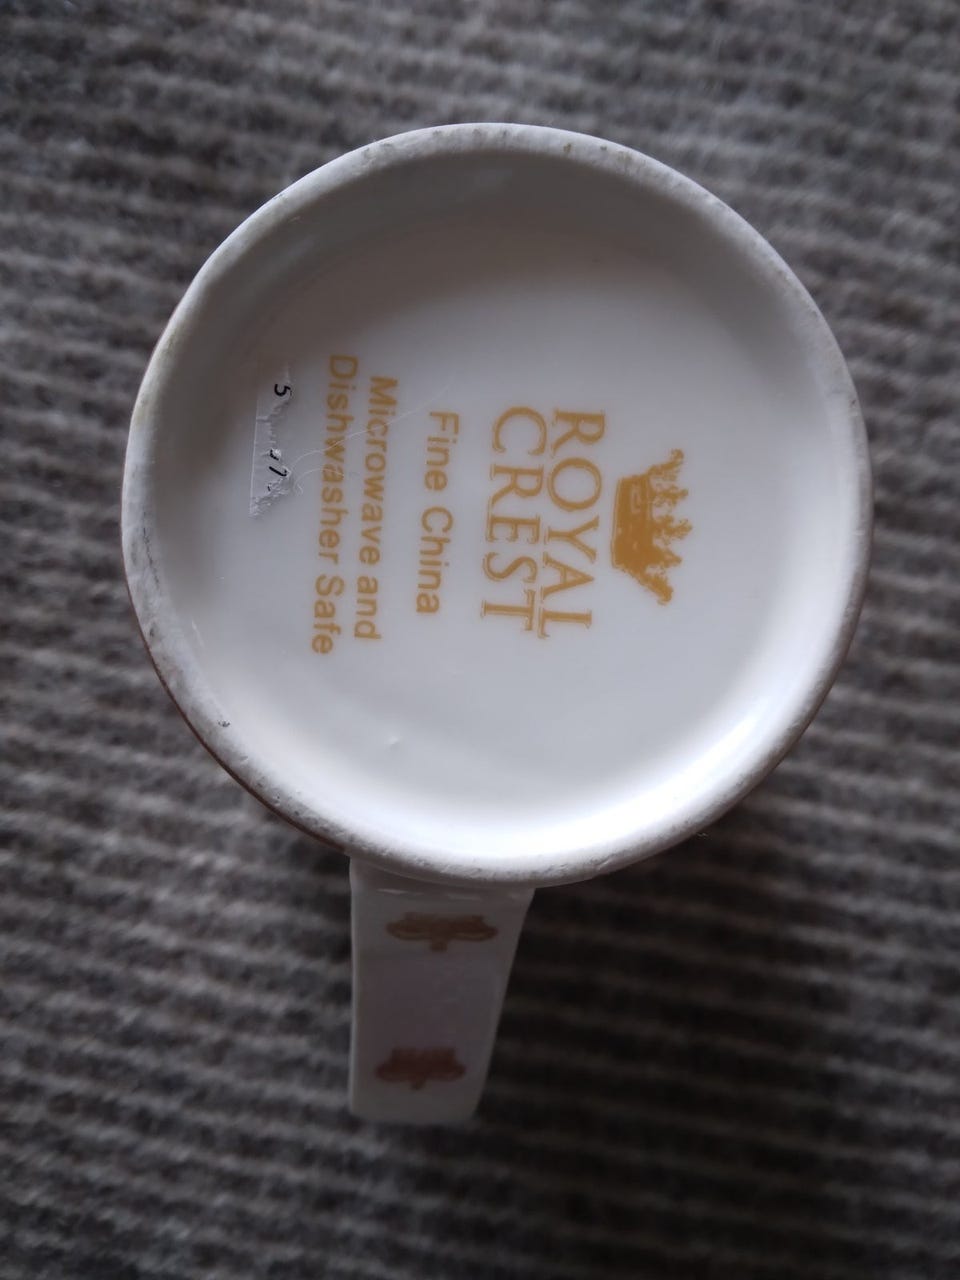 ROYAL
CREST
Fine China
Microwave and
Dishwasher Safe